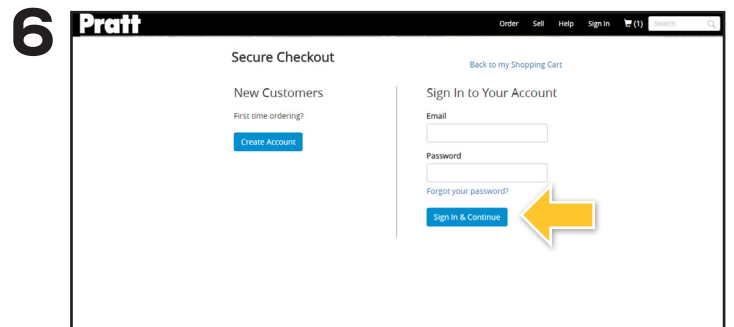 6
Pratt
Order Sell Help Sign in (1) Search
Secure Checkout
Back to my Shopping Cart
New Customers
First time ordering?
Create Account
Sign In to Your Account
Email
Password
Forgot your password?
Sign In & Continue